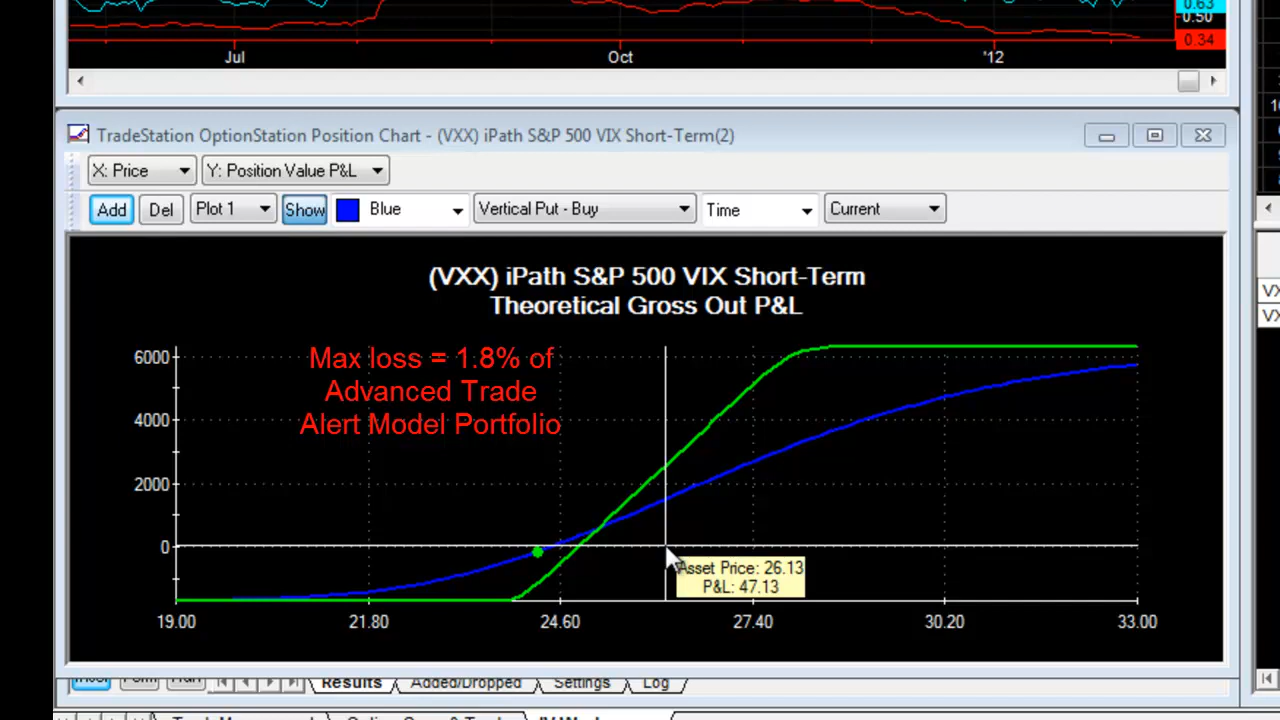 0.63
0.50
0.34
Jul Oct '12
TradeStation OptionStation Position Chart - (VXX) iPath S&P 500 VIX Short-Term(2)
X: Price Y: Position Value P&L
Add Del Plot 1 Show Blue Vertical Put - Buy Time Current
(VXX) iPath S&P 500 VIX Short-Term
Theoretical Gross Out P&L
6000
Max loss = 1.8% of
Advanced Trade
Alert Model Portfolio
4000
2000
0
Asset Price: 26.13
P&L: 47.13
19.00 21.80 24.60 27.40 30.20 33.00
Results Added/Dropped Settings Log